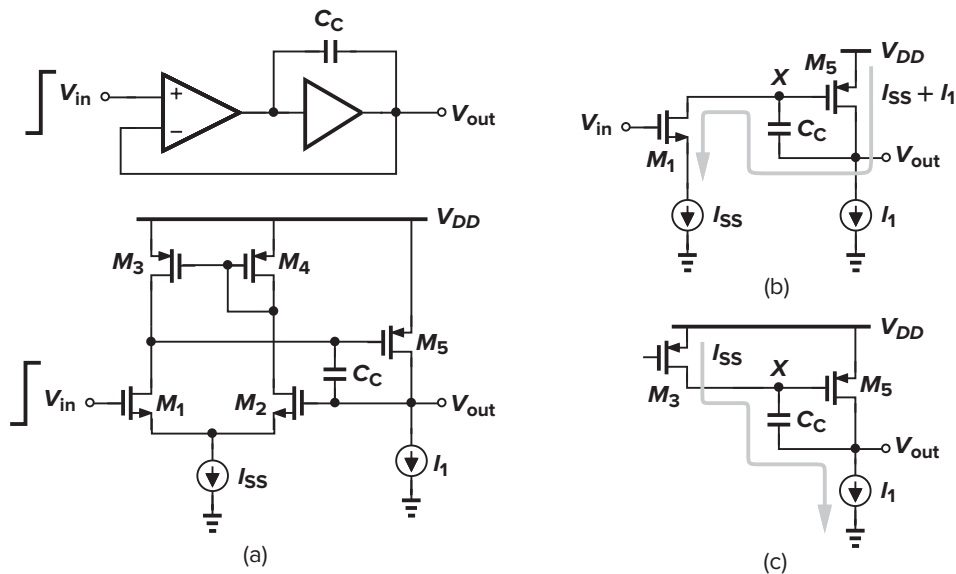 C_C
V_in
+
−
V_out
V_DD
M_3
M_4
M_5
C_C
V_in
M_1
M_2
V_out
I_SS
I_1
(a)
V_DD
M_5
X
I_SS + I_1
V_in
C_C
M_1
V_out
I_SS
I_1
(b)
V_DD
I_SS
X
M_3
M_5
C_C
V_out
I_1
(c)